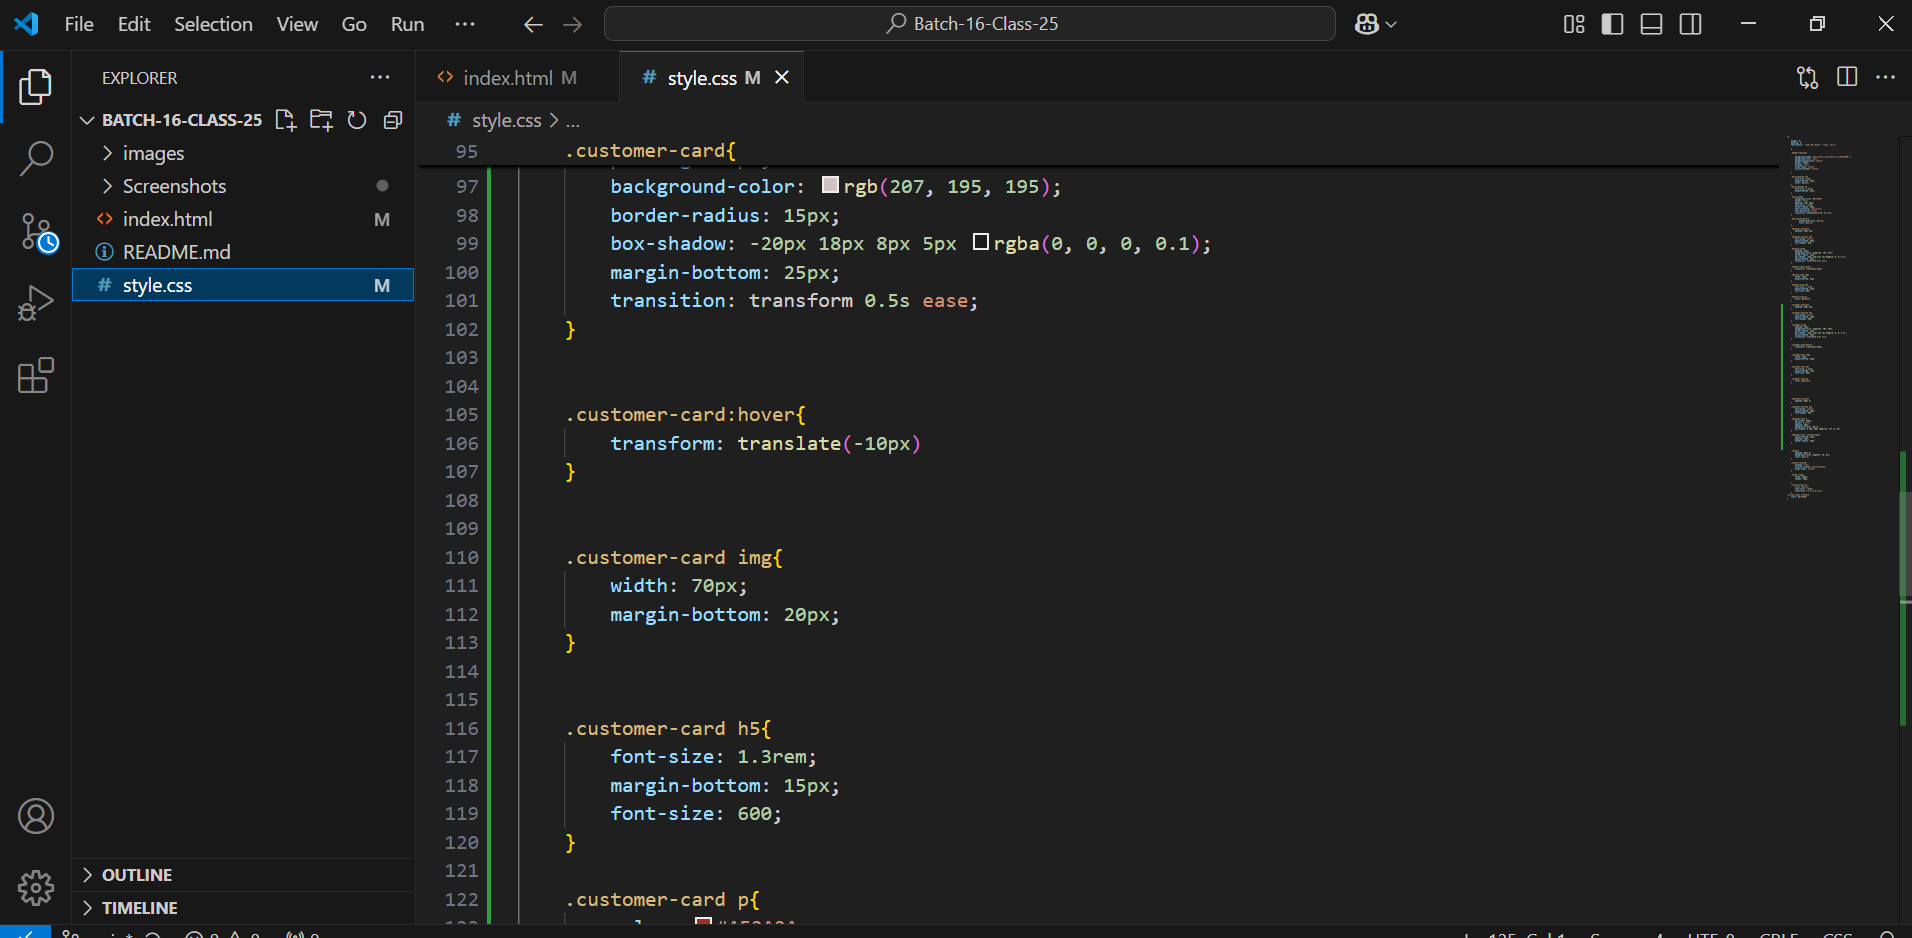 File Edit Selection View Go Run ··· Batch-16-Class-25
EXPLORER ···
BATCH-16-CLASS-25
images
Screenshots
index.html M
README.md
style.css M
OUTLINE
TIMELINE
index.html M style.css M
style.css > ...
95 .customer-card{
97 background-color: rgb(207, 195, 195);
98 border-radius: 15px;
99 box-shadow: -20px 18px 8px 5px rgba(0, 0, 0, 0.1);
100 margin-bottom: 25px;
101 transition: transform 0.5s ease;
102 }
103
104
105 .customer-card:hover{
106 transform: translate(-10px)
107 }
108
109
110 .customer-card img{
111 width: 70px;
112 margin-bottom: 20px;
113 }
114
115
116 .customer-card h5{
117 font-size: 1.3rem;
118 margin-bottom: 15px;
119 font-size: 600;
120 }
121
122 .customer-card p{